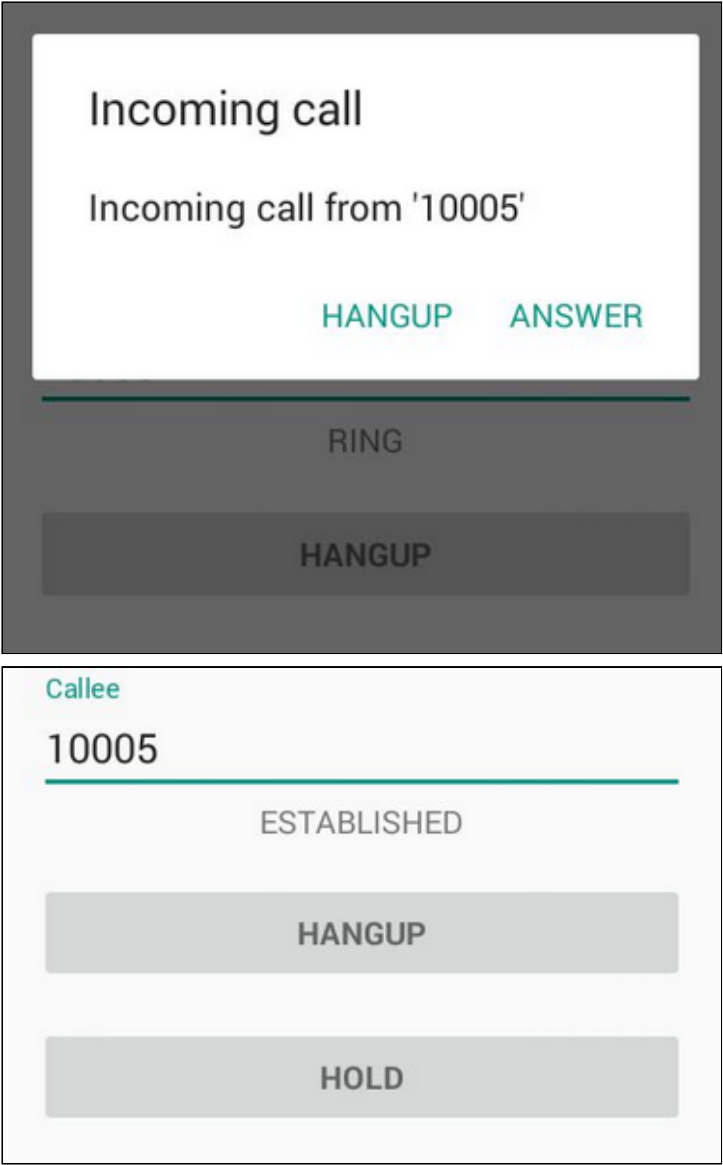 Incoming call
Incoming call from '10005'
HANGUP ANSWER
RING
HANGUP
Callee
10005
ESTABLISHED
HANGUP
HOLD